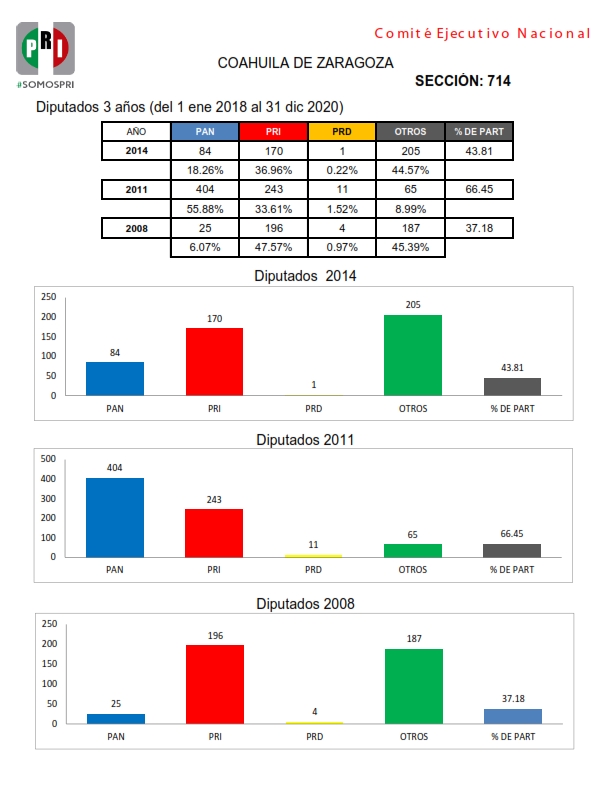 Comité Ejecutivo Nacional
PRI
#SOMOSPRI
COAHUILA DE ZARAGOZA
SECCIÓN: 714
Diputados 3 años (del 1 ene 2018 al 31 dic 2020)
AÑO PAN PRI PRD OTROS % DE PART
2014 84 170 1 205 43.81
18.26% 36.96% 0.22% 44.57%
2011 404 243 11 65 66.45
55.88% 33.61% 1.52% 8.99%
2008 25 196 4 187 37.18
6.07% 47.57% 0.97% 45.39%
Diputados 2014
250
200
150
100
50
0
84 170 1 205 43.81
PAN PRI PRD OTROS % DE PART
Diputados 2011
500
400
300
200
100
0
404 243 11 65 66.45
PAN PRI PRD OTROS % DE PART
Diputados 2008
250
200
150
100
50
0
25 196 4 187 37.18
PAN PRI PRD OTROS % DE PART